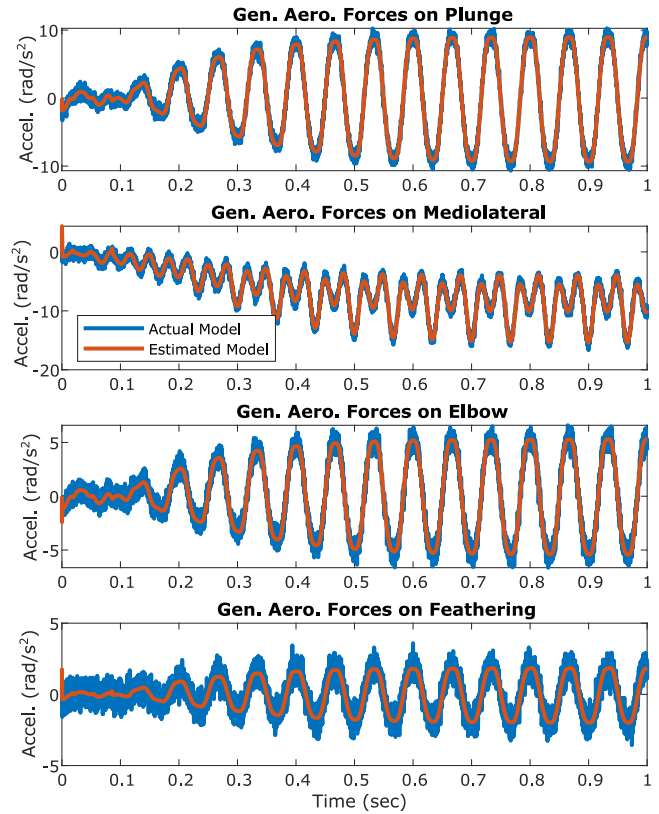 Gen. Aero. Forces on Plunge
Accel. (rad/s²)
10
0
-10
0 0.1 0.2 0.3 0.4 0.5 0.6 0.7 0.8 0.9 1
Gen. Aero. Forces on Mediolateral
Accel. (rad/s²)
0
-10
-20
Actual Model
Estimated Model
0 0.1 0.2 0.3 0.4 0.5 0.6 0.7 0.8 0.9 1
Gen. Aero. Forces on Elbow
Accel. (rad/s²)
5
0
-5
0 0.1 0.2 0.3 0.4 0.5 0.6 0.7 0.8 0.9 1
Gen. Aero. Forces on Feathering
Accel. (rad/s²)
5
0
-5
0 0.1 0.2 0.3 0.4 0.5 0.6 0.7 0.8 0.9 1
Time (sec)